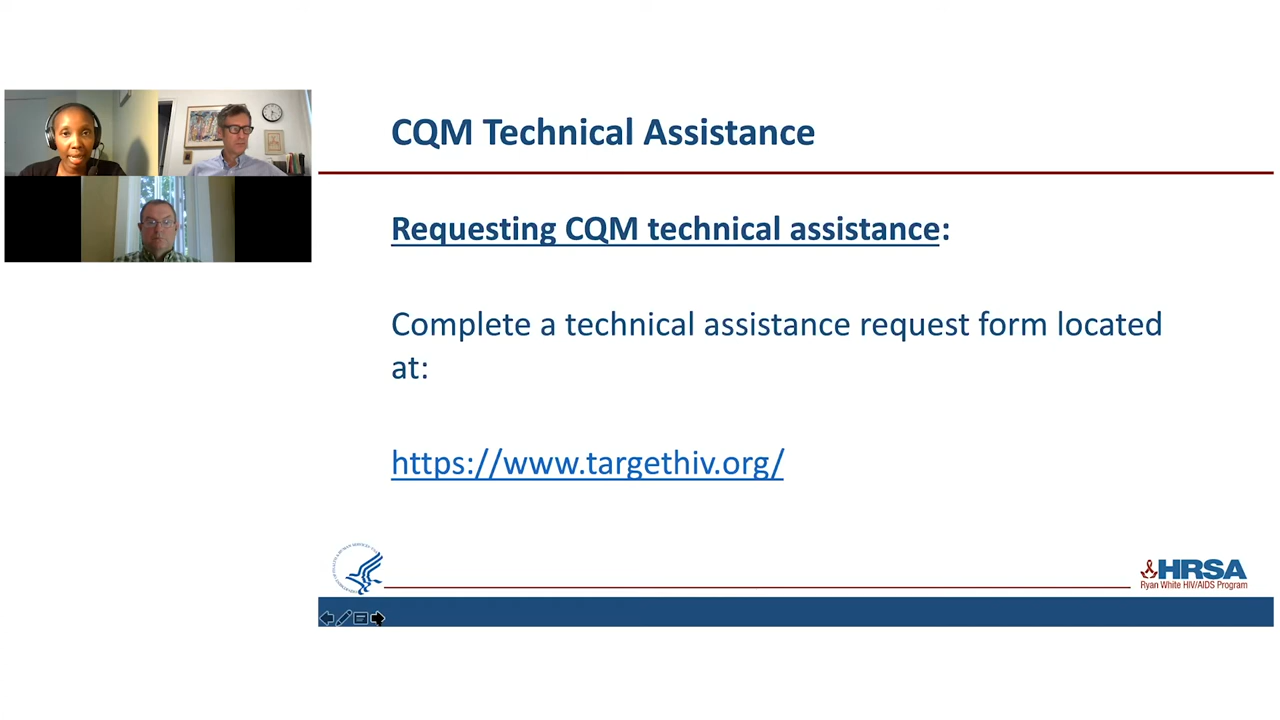 CQM Technical Assistance
Requesting CQM technical assistance:
Complete a technical assistance request form located
at:
https://www.targethiv.org/
HRSA
Ryan White HIV/AIDS Program